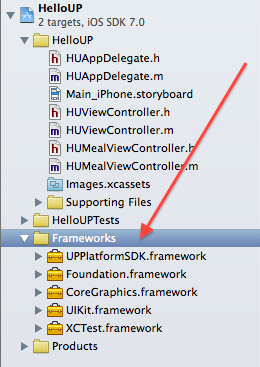 HelloUP
2 targets, iOS SDK 7.0
HelloUP
HUAppDelegate.h
HUAppDelegate.m
Main_iPhone.storyboard
HUViewController.h
HUViewController.m
HUMealViewController.h
HUMealViewController.m
Images.xcassets
Supporting Files
HelloUPTests
Frameworks
UPPlatformSDK.framework
Foundation.framework
CoreGraphics.framework
UIKit.framework
XCTest.framework
Products